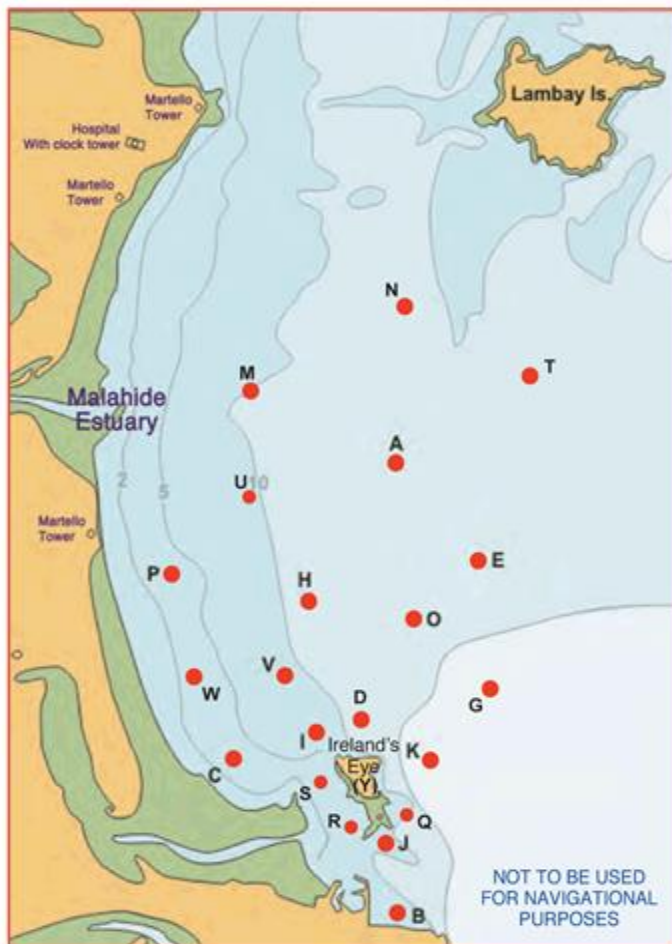 Lambay Is.
Martello
Tower
Hospital
With clock tower
Martello
Tower
N
T
M
Malahide
Estuary
A
2
5
U
10
Martello
Tower
E
P
H
O
V
W
G
D
I
Ireland's
K
C
Eye
(Y)
S
R
Q
J
NOT TO BE USED
FOR NAVIGATIONAL
PURPOSES
B